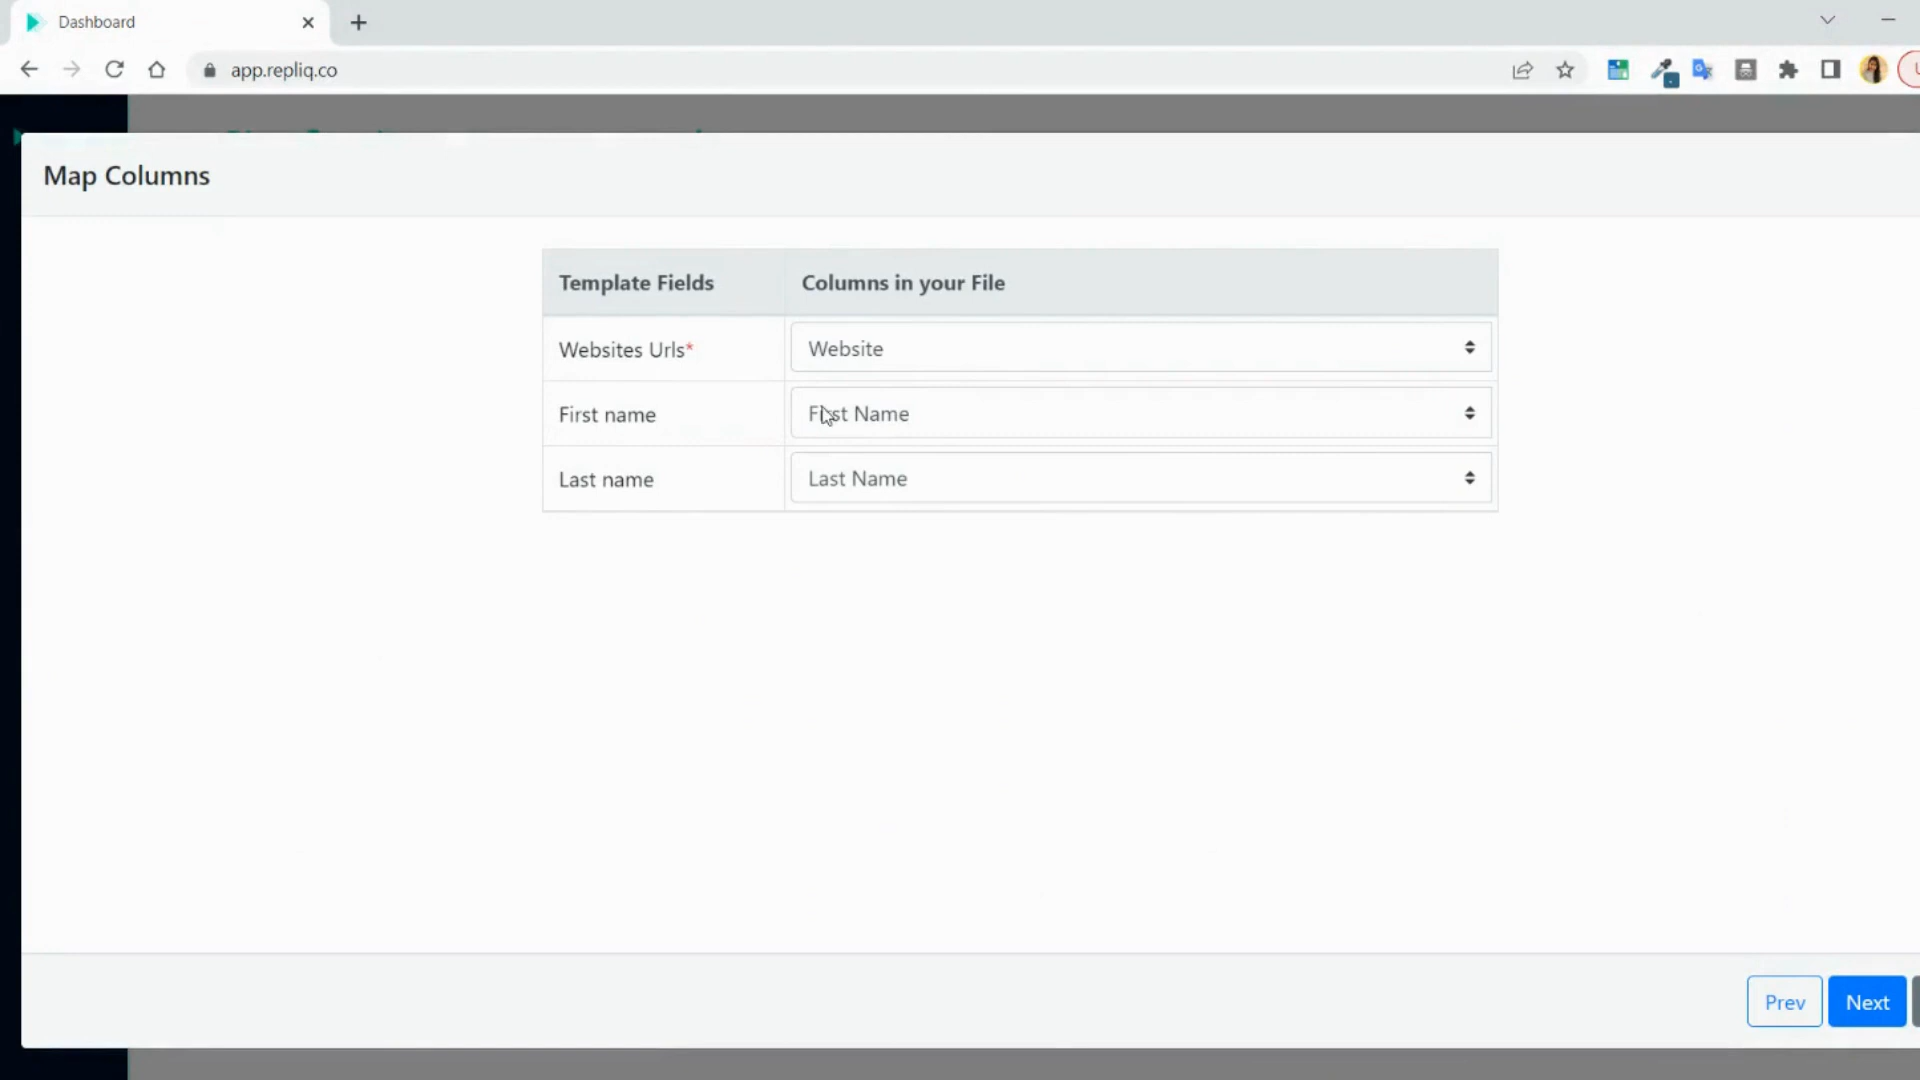 Dashboard
app.repliq.co
Map Columns
Template Fields
Columns in your File
Websites Urls*
Website
First name
First Name
Last name
Last Name
Prev
Next